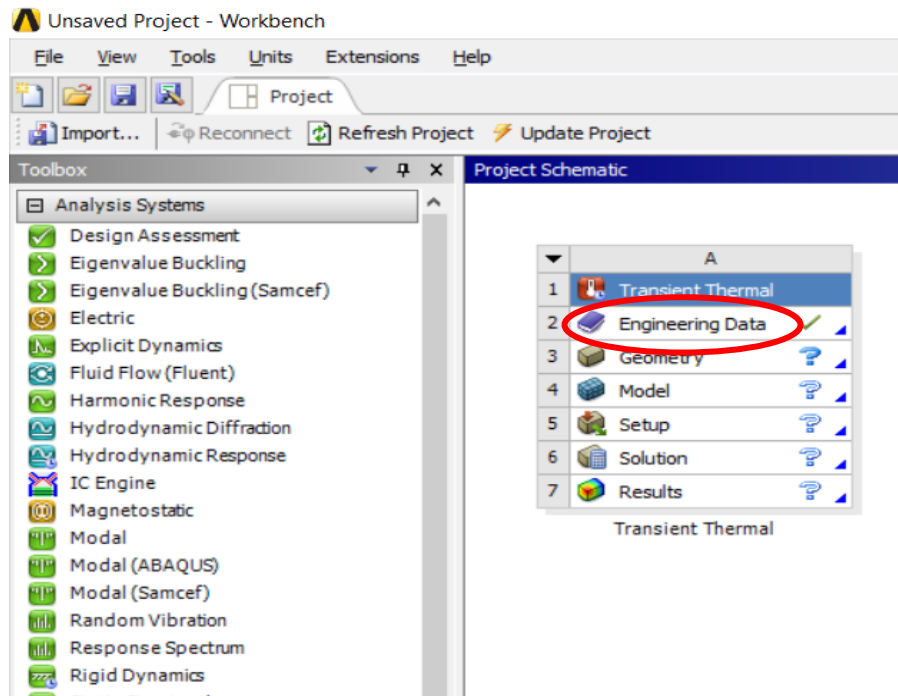 Unsaved Project - Workbench
File View Tools Units Extensions Help
Project
Import... Reconnect Refresh Project Update Project
Toolbox
Analysis Systems
Design Assessment
Eigenvalue Buckling
Eigenvalue Buckling (Samcef)
Electric
Explicit Dynamics
Fluid Flow (Fluent)
Harmonic Response
Hydrodynamic Diffraction
Hydrodynamic Response
IC Engine
Magnetostatic
Modal
Modal (ABAQUS)
Modal (Samcef)
Random Vibration
Response Spectrum
Rigid Dynamics
Project Schematic
A
1 Transient Thermal
2 Engineering Data
3 Geometry
4 Model
5 Setup
6 Solution
7 Results
Transient Thermal